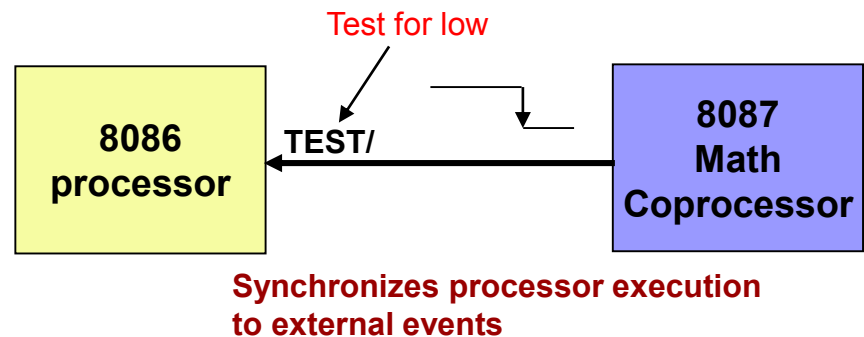 Test for low
8086
processor
TEST/
8087
Math
Coprocessor
Synchronizes processor execution
to external events